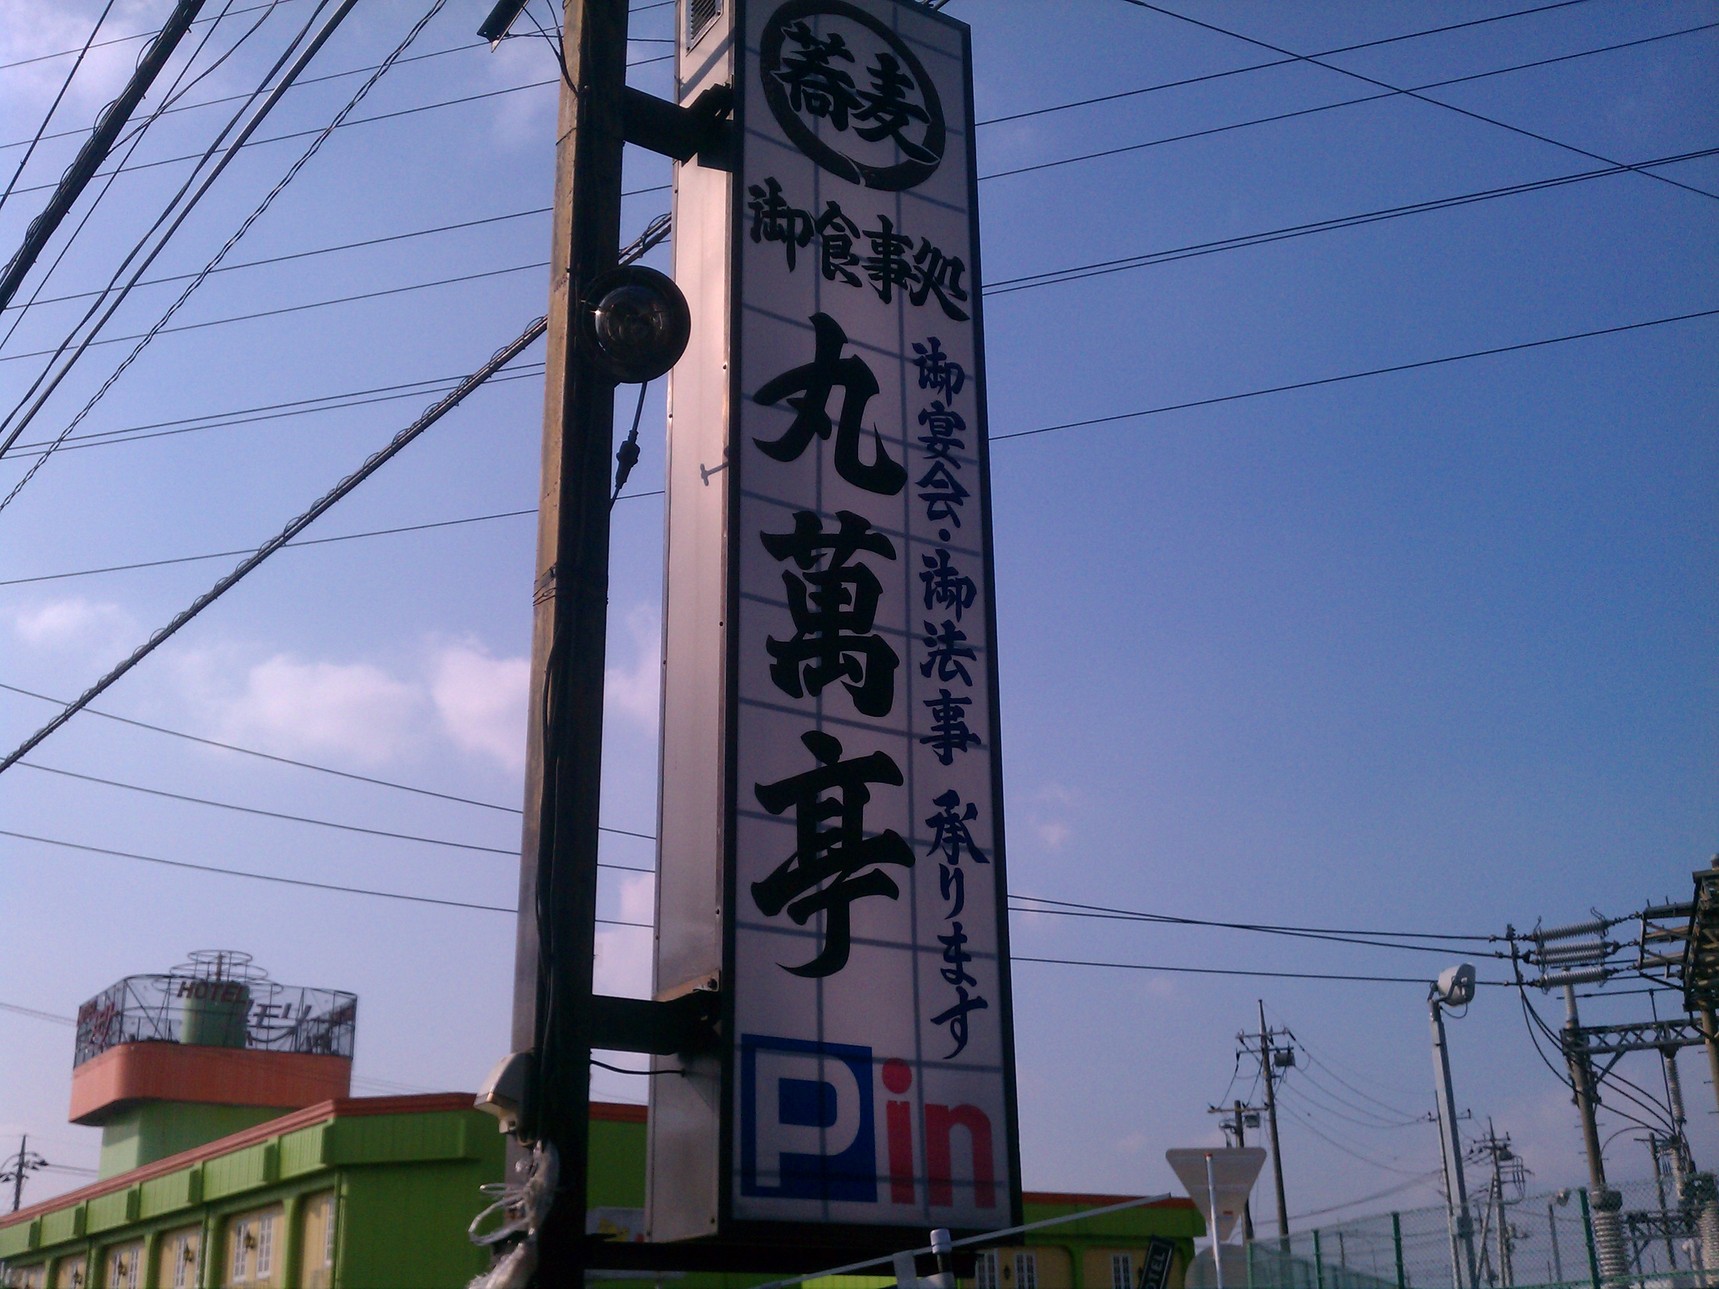 蕎麦
御食事処
丸萬亭
御宴会・御法事 承ります
Pin
HOTEL